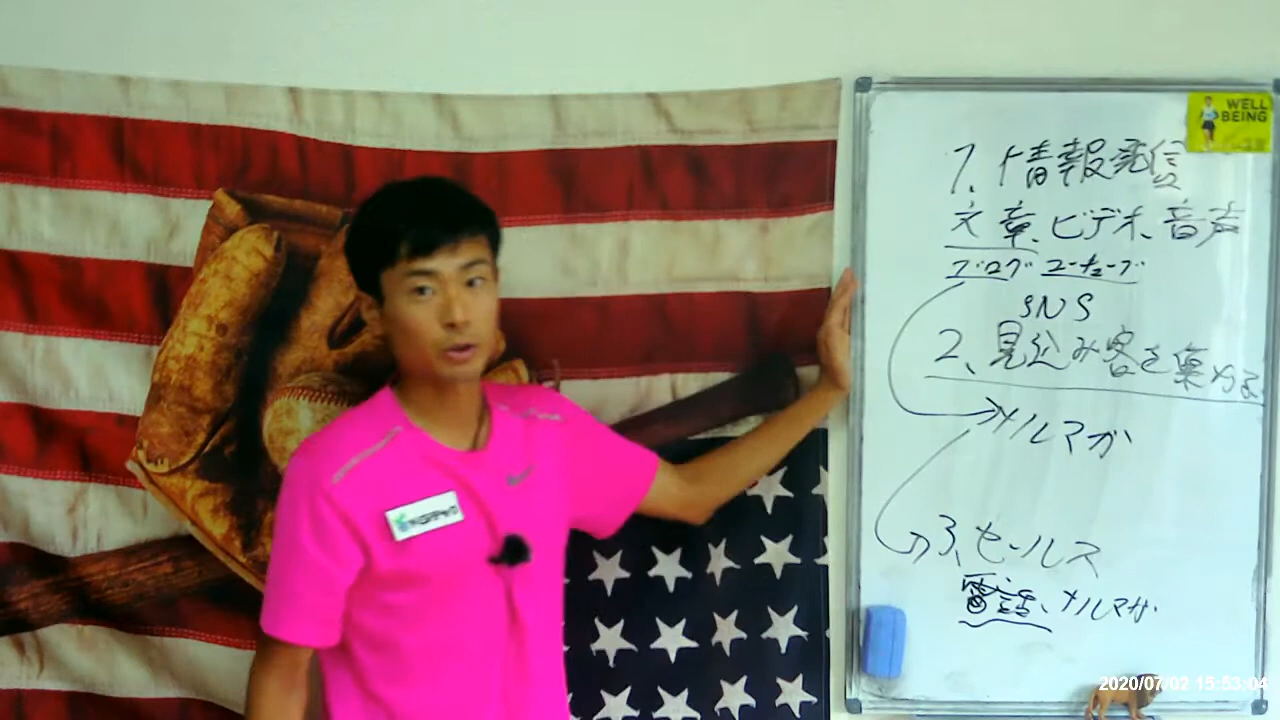 WELL
BEING
1. 情報発信
文章、ビデオ、音声
ブログ ユーチューブ
SNS
2、見込み客を集める
メルマガ
3、セールス
電話、メルマガ
2020/07/02 15:53:04